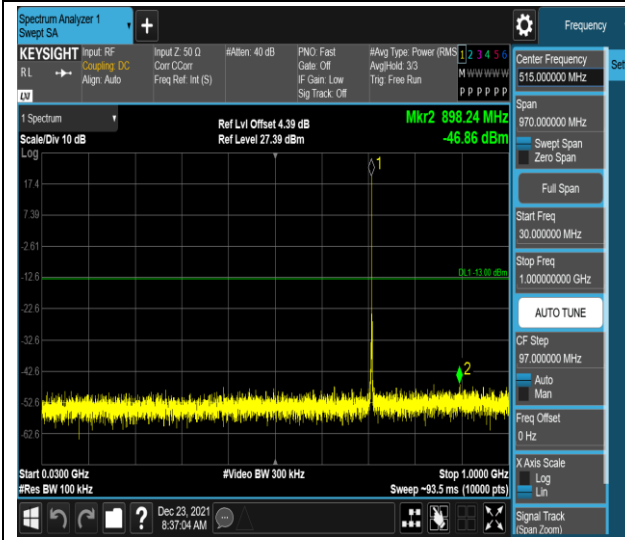 Spectrum Analyzer 1
Swept SA
+
Frequency
KEYSIGHT
RL
LXI
Input: RF
Coupling: DC
Align: Auto
Input Z: 50 Ω
Corr CCorr
Freq Ref: Int (S)
#Atten: 40 dB
PNO: Fast
Gate: Off
IF Gain: Low
Sig Track: Off
#Avg Type: Power (RMS
Avg|Hold: 3/3
Trig: Free Run
1 2 3 4 5 6
M W W W W W
P P P P P P
1 Spectrum
Scale/Div 10 dB
Log
Ref Lvl Offset 4.39 dB
Ref Level 27.39 dBm
Mkr2 898.24 MHz
-46.86 dBm
1
17.4
7.39
-2.61
DL1 -13.00 dBm
-12.6
-22.6
-32.6
-42.6
2
-52.6
-62.6
Start 0.0300 GHz
#Res BW 100 kHz
#Video BW 300 kHz
Stop 1.0000 GHz
Sweep ~93.5 ms (10000 pts)
?
Dec 23, 2021
8:37:04 AM
Center Frequency
515.000000 MHz
Set
Span
970.000000 MHz
Swept Span
Zero Span
Full Span
Start Freq
30.000000 MHz
Stop Freq
1.000000000 GHz
AUTO TUNE
CF Step
97.000000 MHz
Auto
Man
Freq Offset
0 Hz
X Axis Scale
Log
Lin
Signal Track
(Span Zoom)